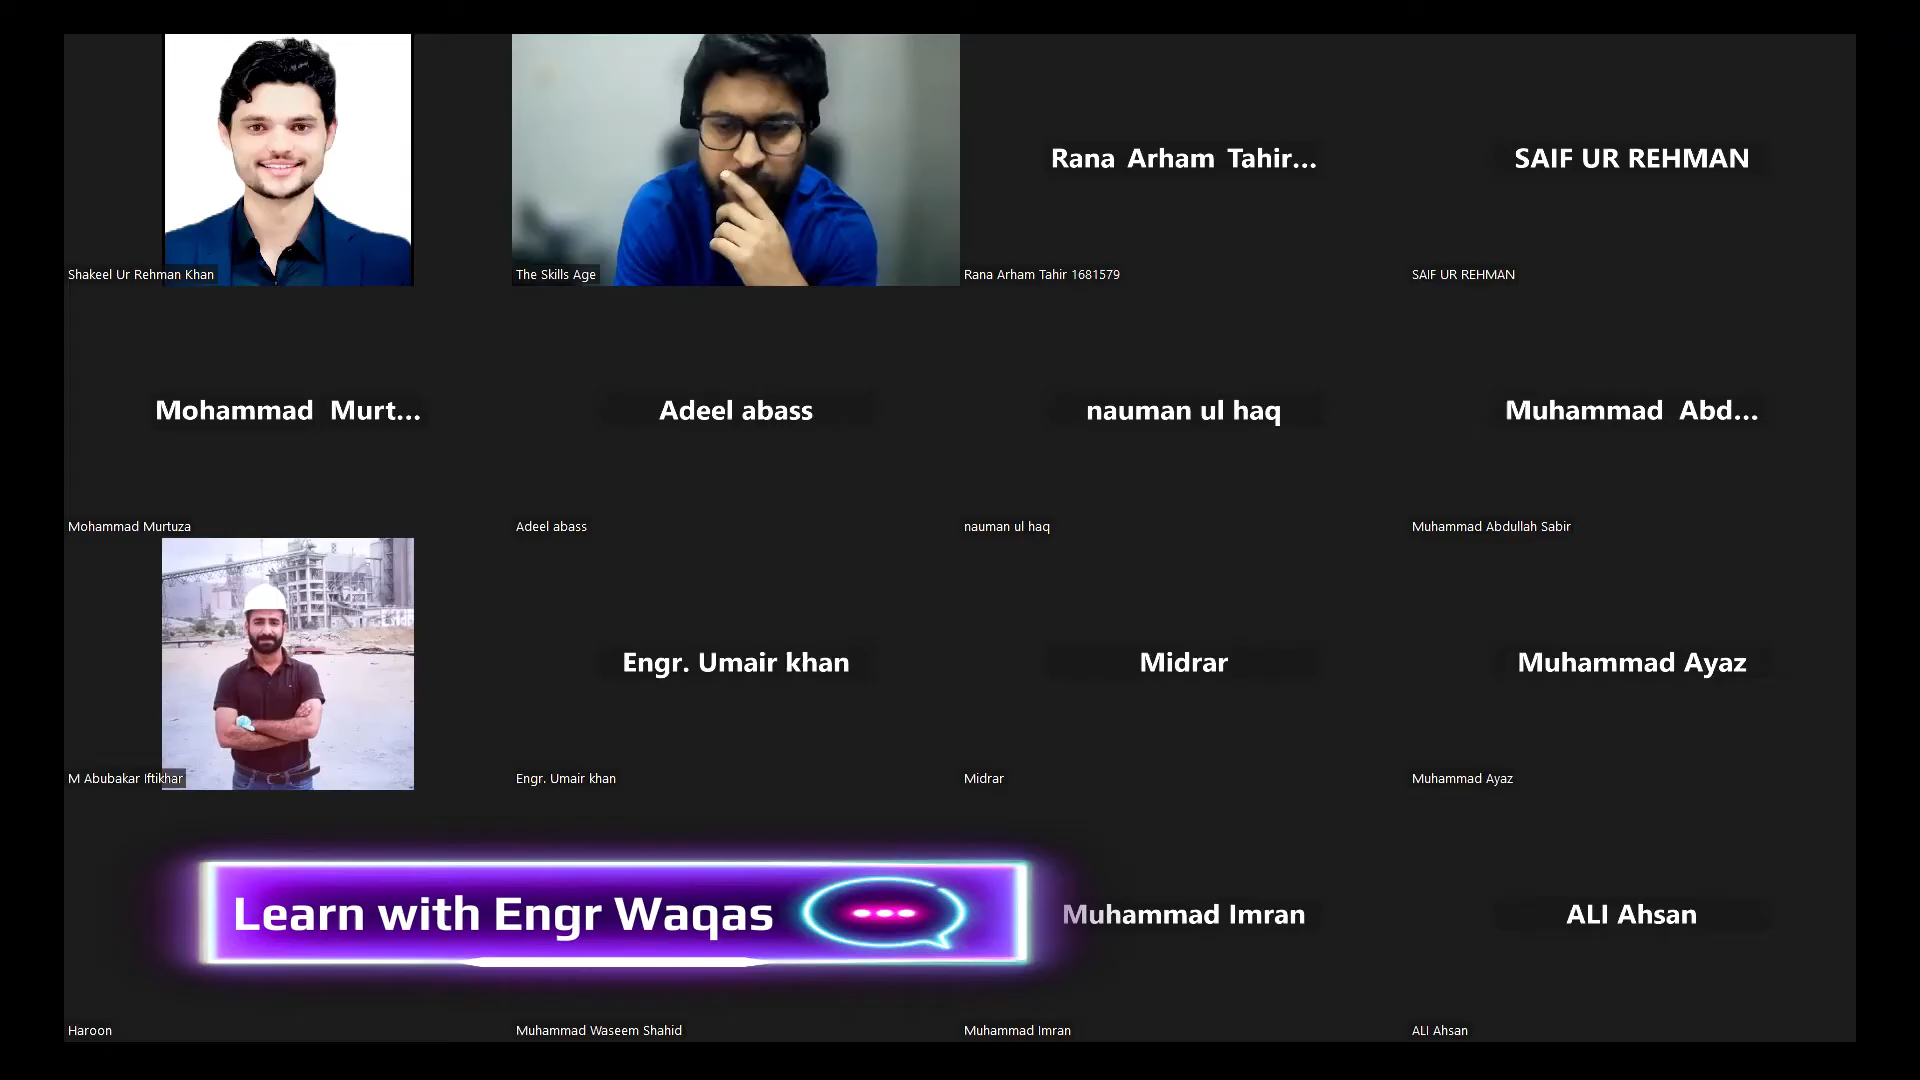 Rana Arham Tahir...
SAIF UR REHMAN
Shakeel Ur Rehman Khan
The Skills Age
Rana Arham Tahir 1681579
SAIF UR REHMAN
Mohammad Murt...
Adeel abass
nauman ul haq
Muhammad Abd...
Mohammad Murtuza
Adeel abass
nauman ul haq
Muhammad Abdullah Sabir
Engr. Umair khan
Midrar
Muhammad Ayaz
M Abubakar Iftikhar
Engr. Umair khan
Midrar
Muhammad Ayaz
Learn with Engr Waqas
Muhammad Imran
ALI Ahsan
Haroon
Muhammad Waseem Shahid
Muhammad Imran
ALI Ahsan